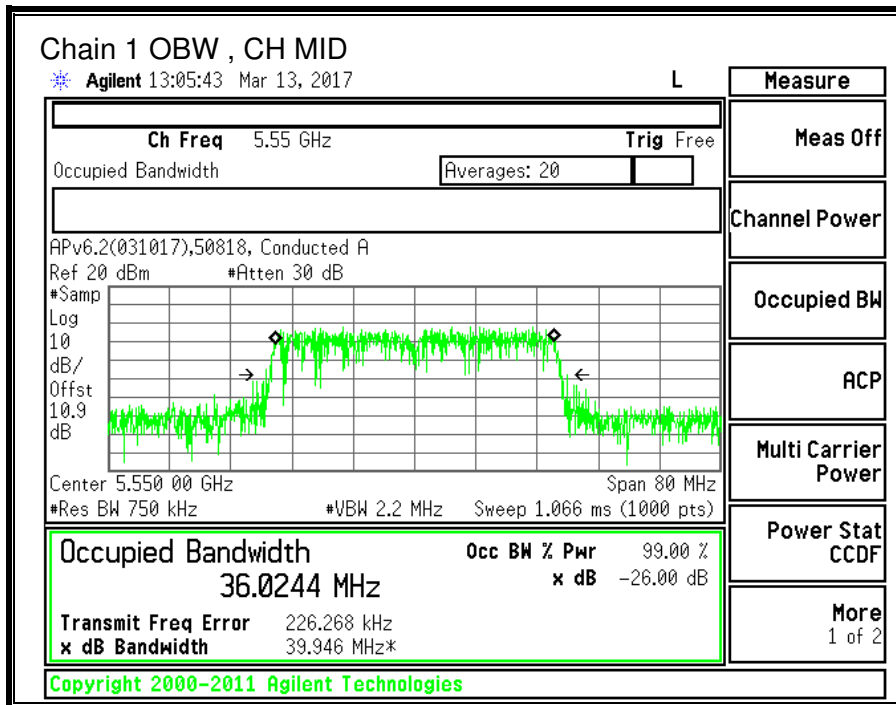 Chain 1 OBW , CH MID
Agilent 13:05:43 Mar 13, 2017 L
Measure
Ch Freq 5.55 GHz Trig Free
Occupied Bandwidth Averages: 20
APv6.2(031017),50818, Conducted A
Ref 20 dBm #Atten 30 dB
#Samp
Log
10
dB/
Offst
10.9
dB
Center 5.550 00 GHz Span 80 MHz
#Res BW 750 kHz #VBW 2.2 MHz Sweep 1.066 ms (1000 pts)
Occupied Bandwidth Occ BW % Pwr 99.00 %
36.0244 MHz x dB -26.00 dB
Transmit Freq Error 226.268 kHz
x dB Bandwidth 39.946 MHz*
Copyright 2000-2011 Agilent Technologies
Meas Off
Channel Power
Occupied BW
ACP
Multi Carrier
Power
Power Stat
CCDF
More
1 of 2